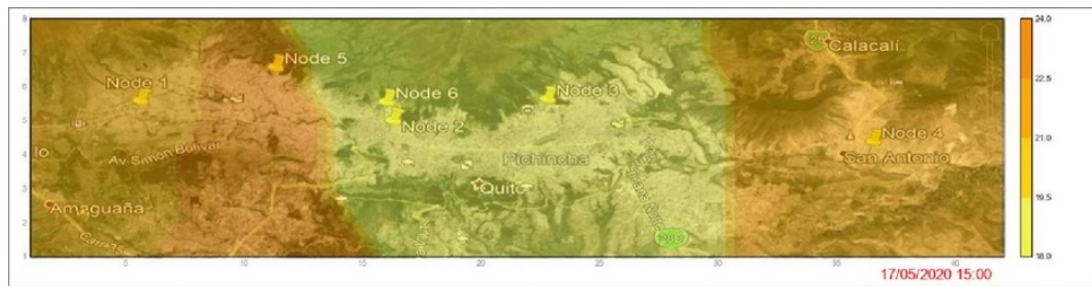 8
7
6
5
4
3
2
1
Node 1
Node 5
Node 6
Node 2
Node 3
Calacalí
Node 4
San Antonio
Av Simon Bolivar
lo
Pichincha
Quito
Amaguaña
5
10
15
20
25
30
35
40
24.0
22.5
21.0
19.5
18.0
17/05/2020 15:00